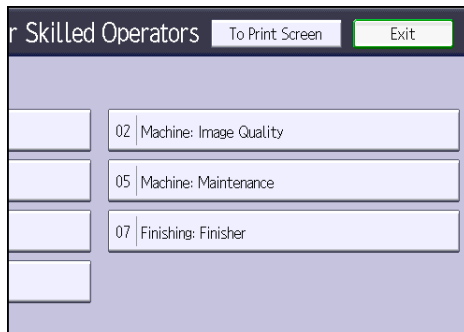 r Skilled Operators To Print Screen Exit
02 Machine: Image Quality
05 Machine: Maintenance
07 Finishing: Finisher